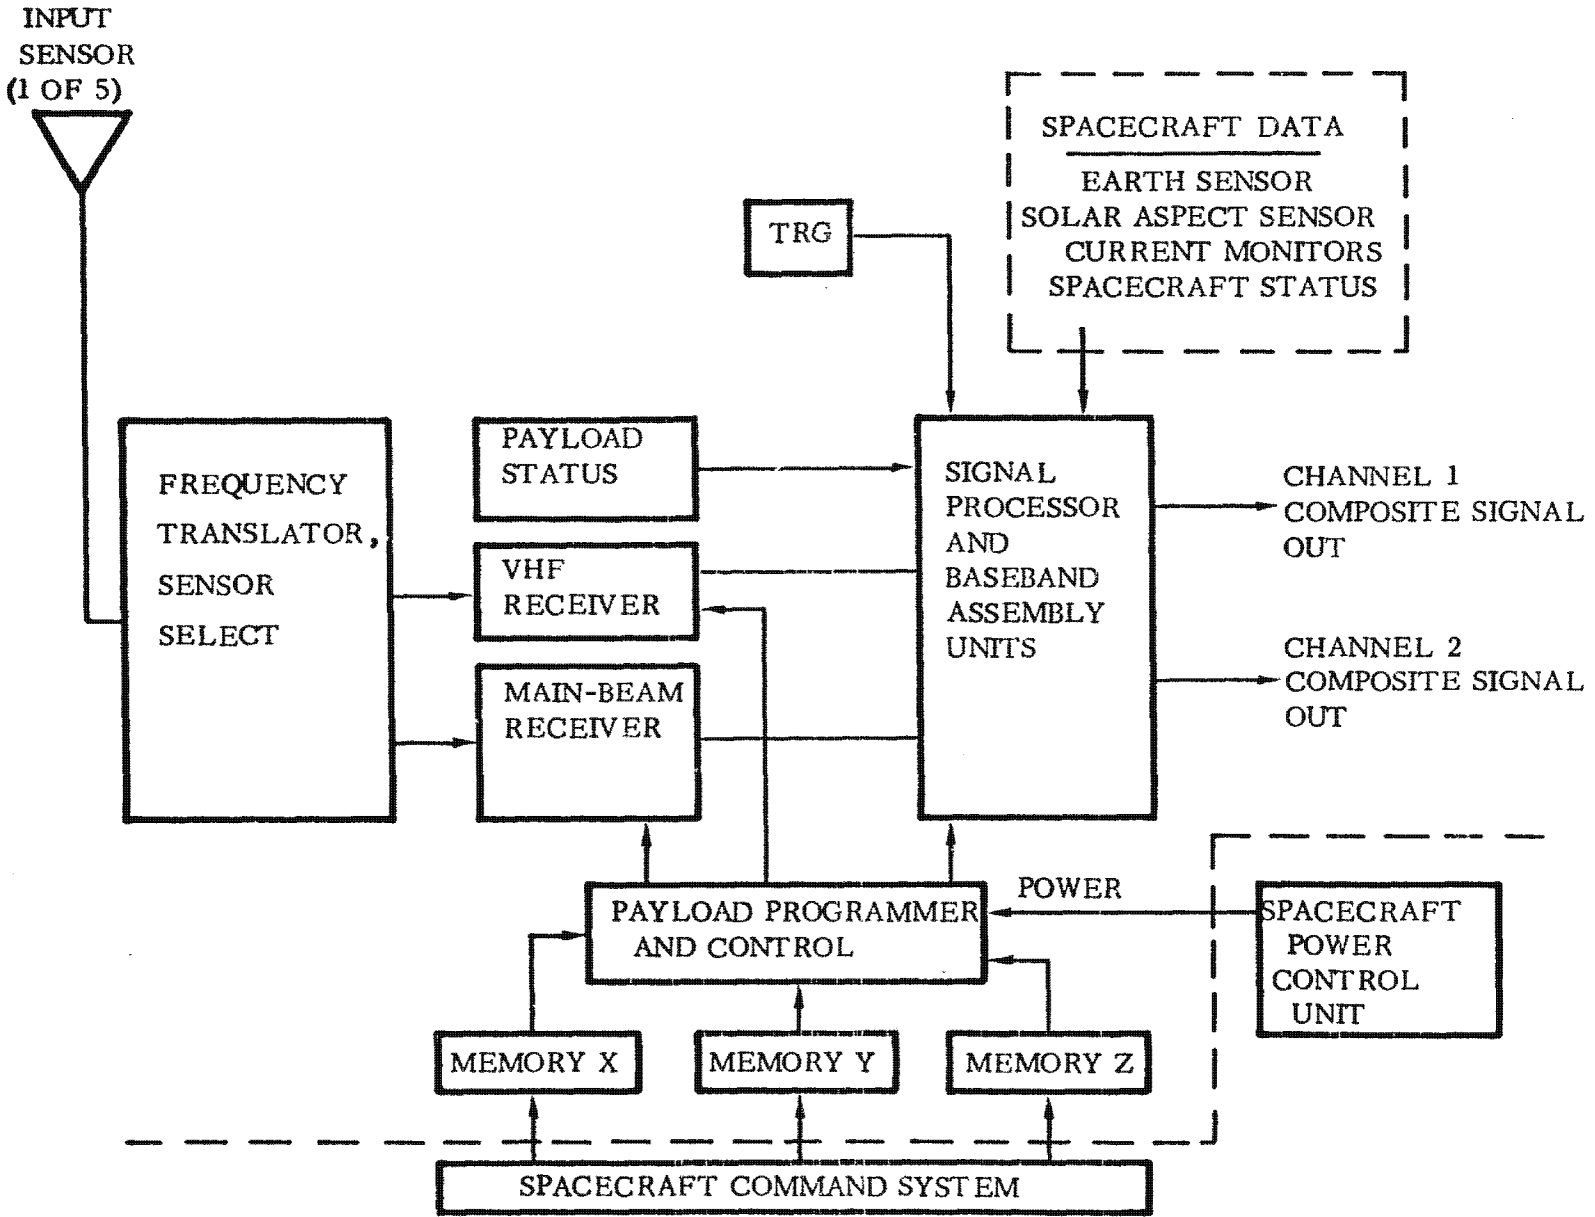 INPUT
SENSOR
(1 OF 5)
SPACECRAFT DATA
EARTH SENSOR
SOLAR ASPECT SENSOR
CURRENT MONITORS
SPACECRAFT STATUS
TRG
FREQUENCY
TRANSLATOR,
SENSOR
SELECT
PAYLOAD
STATUS
VHF
RECEIVER
MAIN-BEAM
RECEIVER
SIGNAL
PROCESSOR
AND
BASEBAND
ASSEMBLY
UNITS
CHANNEL 1
COMPOSITE SIGNAL
OUT
CHANNEL 2
COMPOSITE SIGNAL
OUT
PAYLOAD PROGRAMMER
AND CONTROL
POWER
SPACECRAFT
POWER
CONTROL
UNIT
MEMORY X
MEMORY Y
MEMORY Z
SPACECRAFT COMMAND SYSTEM